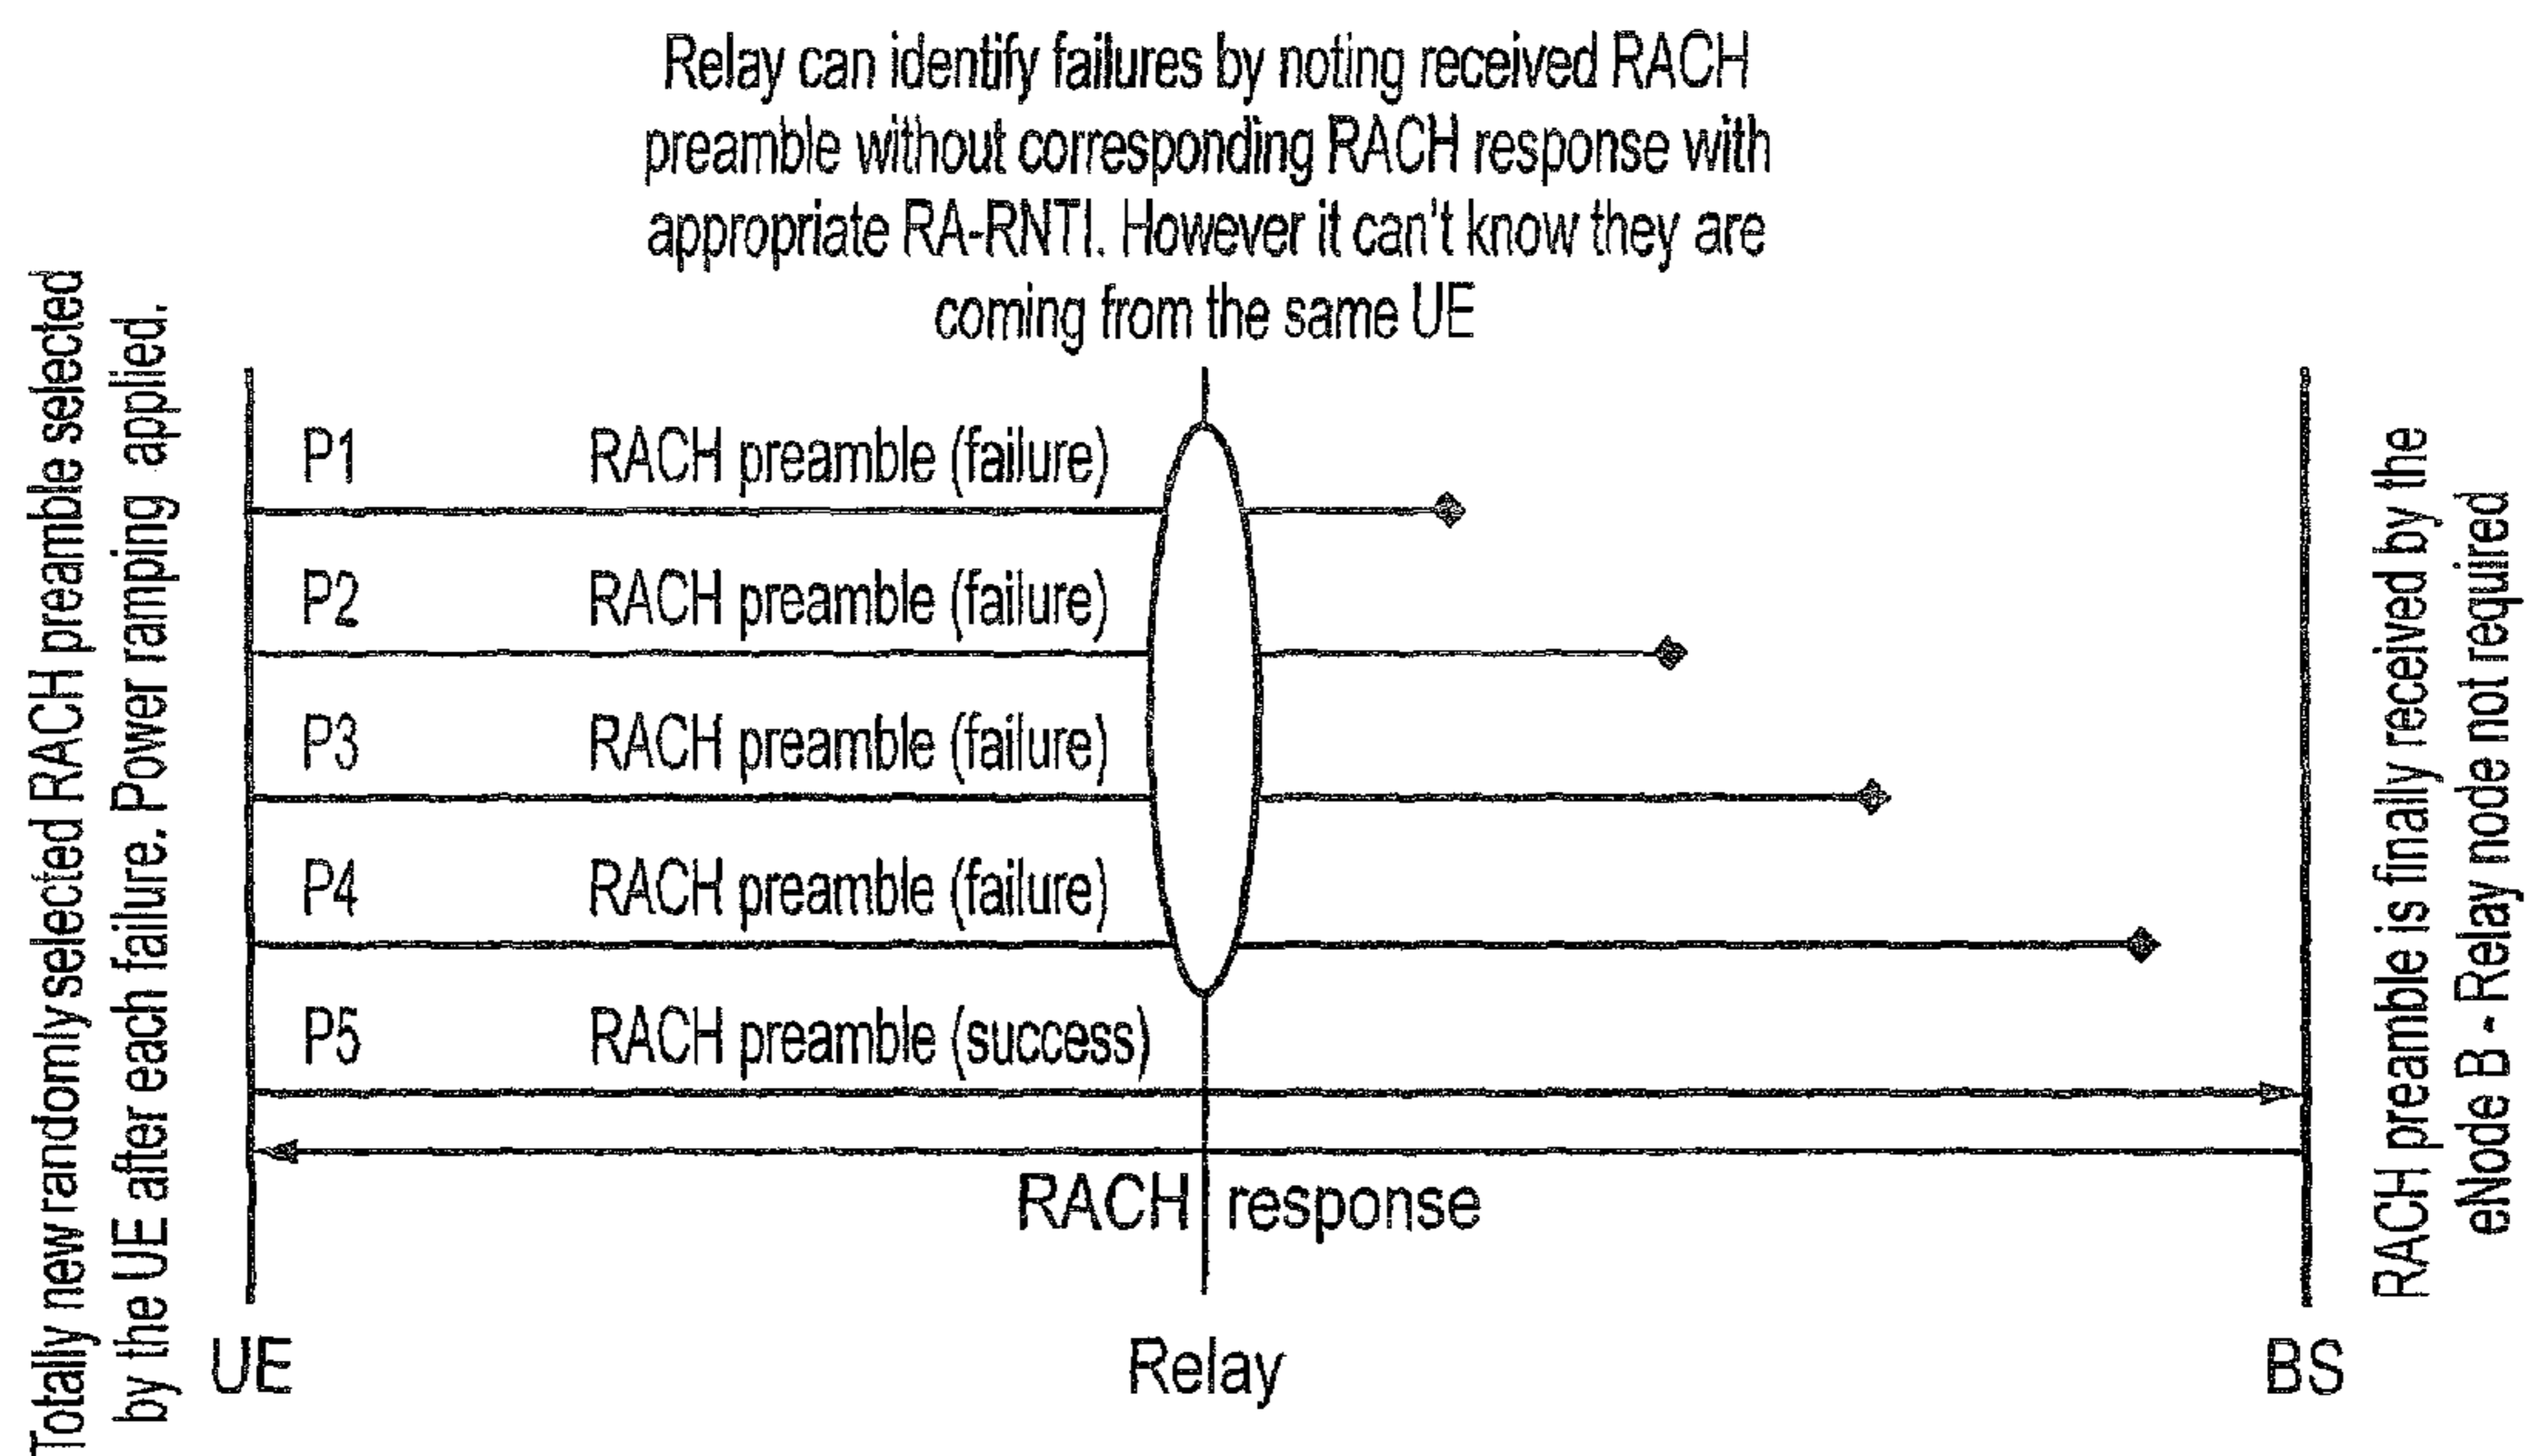 Relay can identify failures by noting received RACH
preamble without corresponding RACH response with
appropriate RA-RNTI. However it can't know they are
coming from the same UE
Totally new randomly selected RACH preamble selected
by the UE after each failure. Power ramping applied.
P1 RACH preamble (failure)
P2 RACH preamble (failure)
P3 RACH preamble (failure)
P4 RACH preamble (failure)
P5 RACH preamble (success)
RACH response
UE Relay BS
RACH preamble is finally received by the
eNode B - Relay node not required